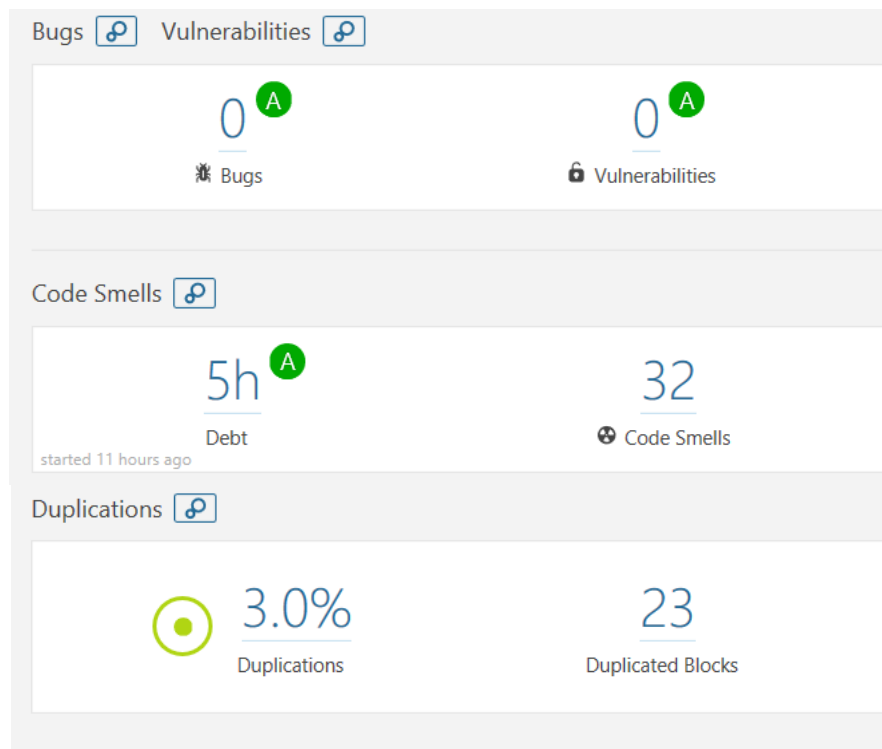 Bugs Vulnerabilities
0 A 0 A
Bugs Vulnerabilities
Code Smells
5h A 32
Debt Code Smells
started 11 hours ago
Duplications
3.0% 23
Duplications Duplicated Blocks